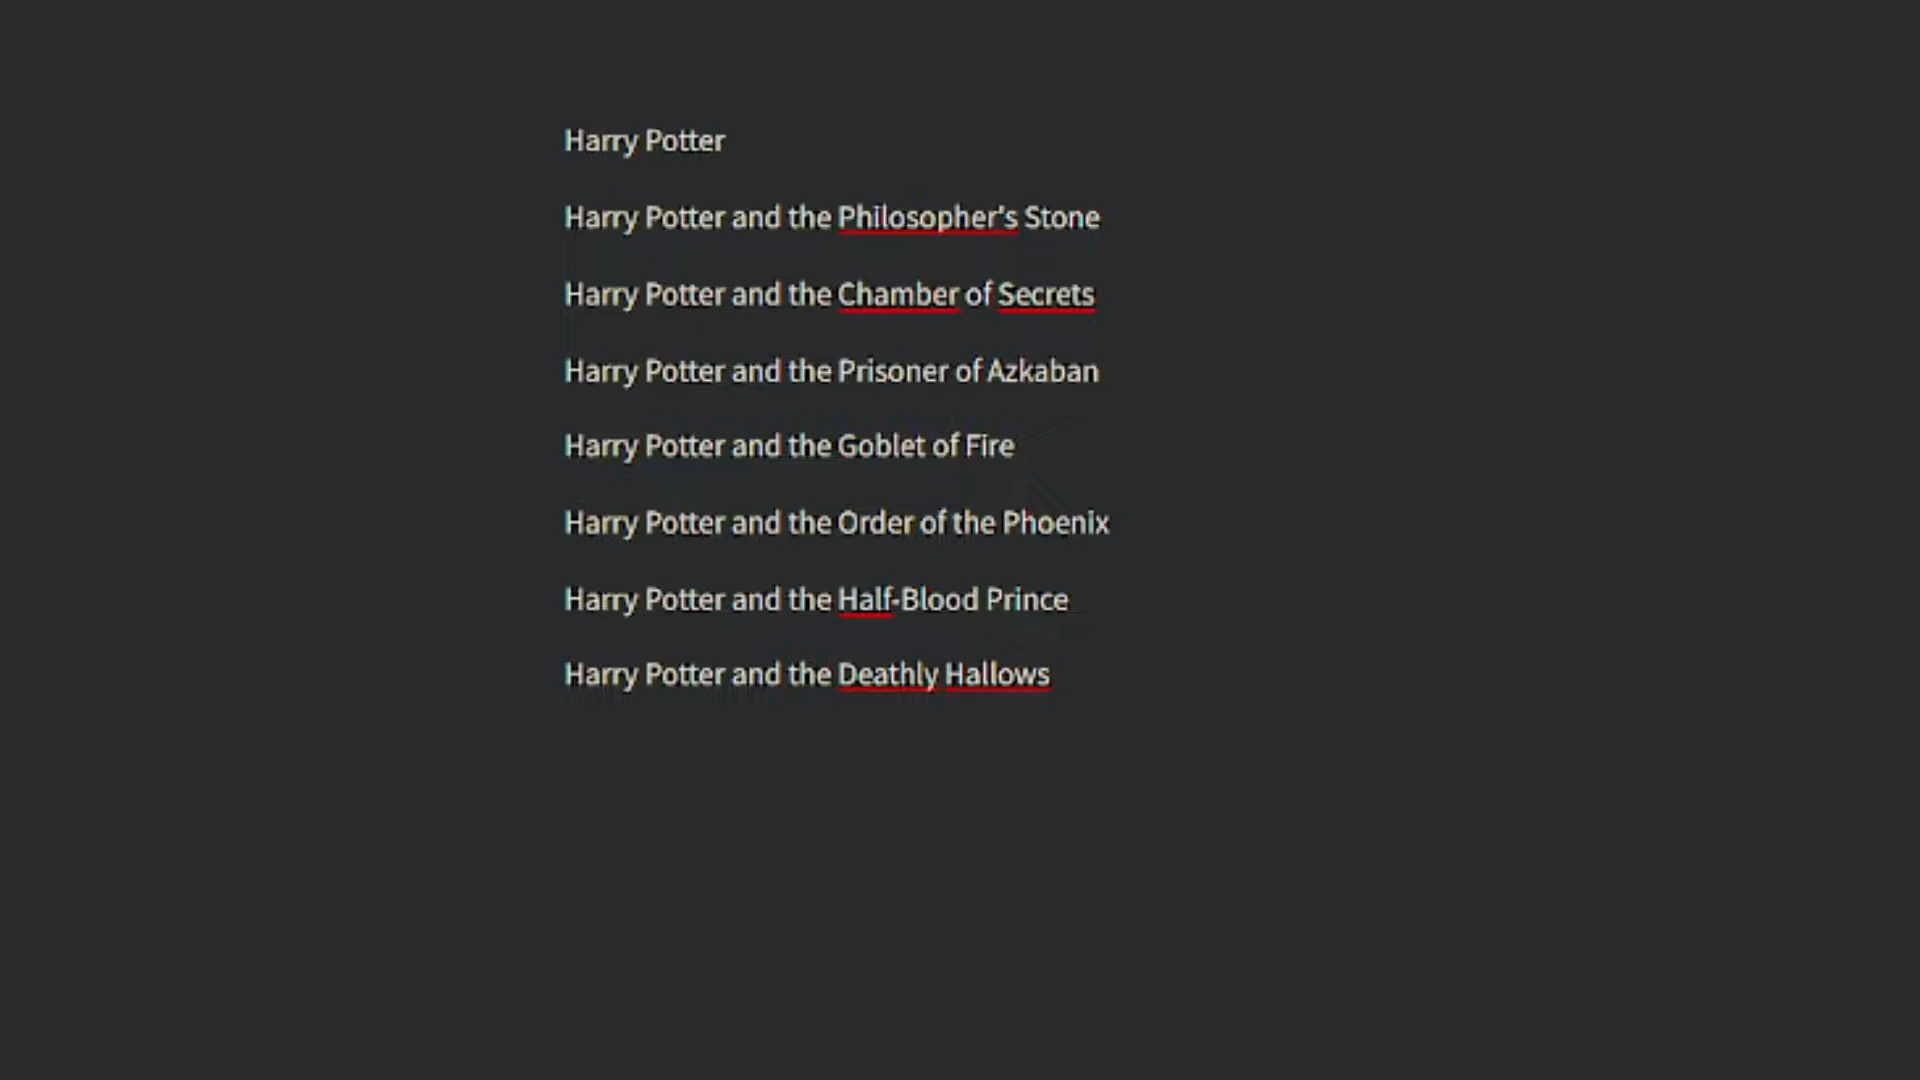 Harry Potter
Harry Potter and the Philosopher's Stone
Harry Potter and the Chamber of Secrets
Harry Potter and the Prisoner of Azkaban
Harry Potter and the Goblet of Fire
Harry Potter and the Order of the Phoenix
Harry Potter and the Half-Blood Prince
Harry Potter and the Deathly Hallows